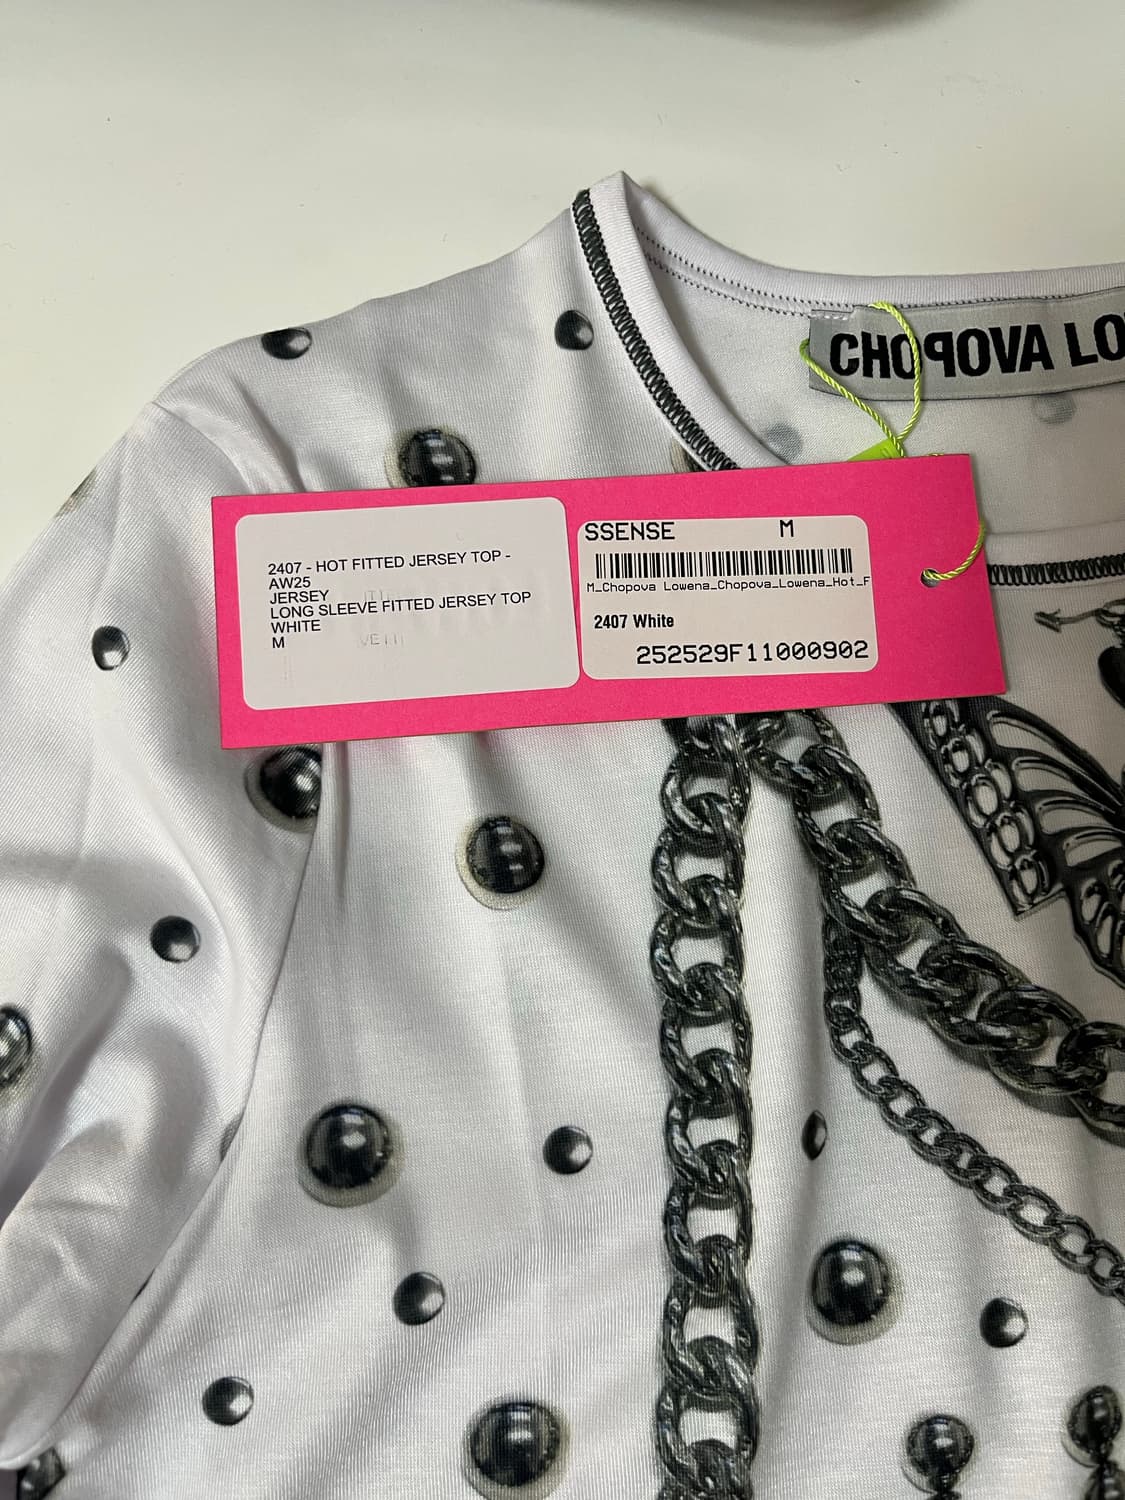 CHOPOVA LO
2407 - HOT FITTED JERSEY TOP -
AW25
JERSEY
LONG SLEEVE FITTED JERSEY TOP
WHITE
M
SSENSE M
M_Chopova Lowena_Chopova_Lowena_Hot_F
2407 White
252529F11000902